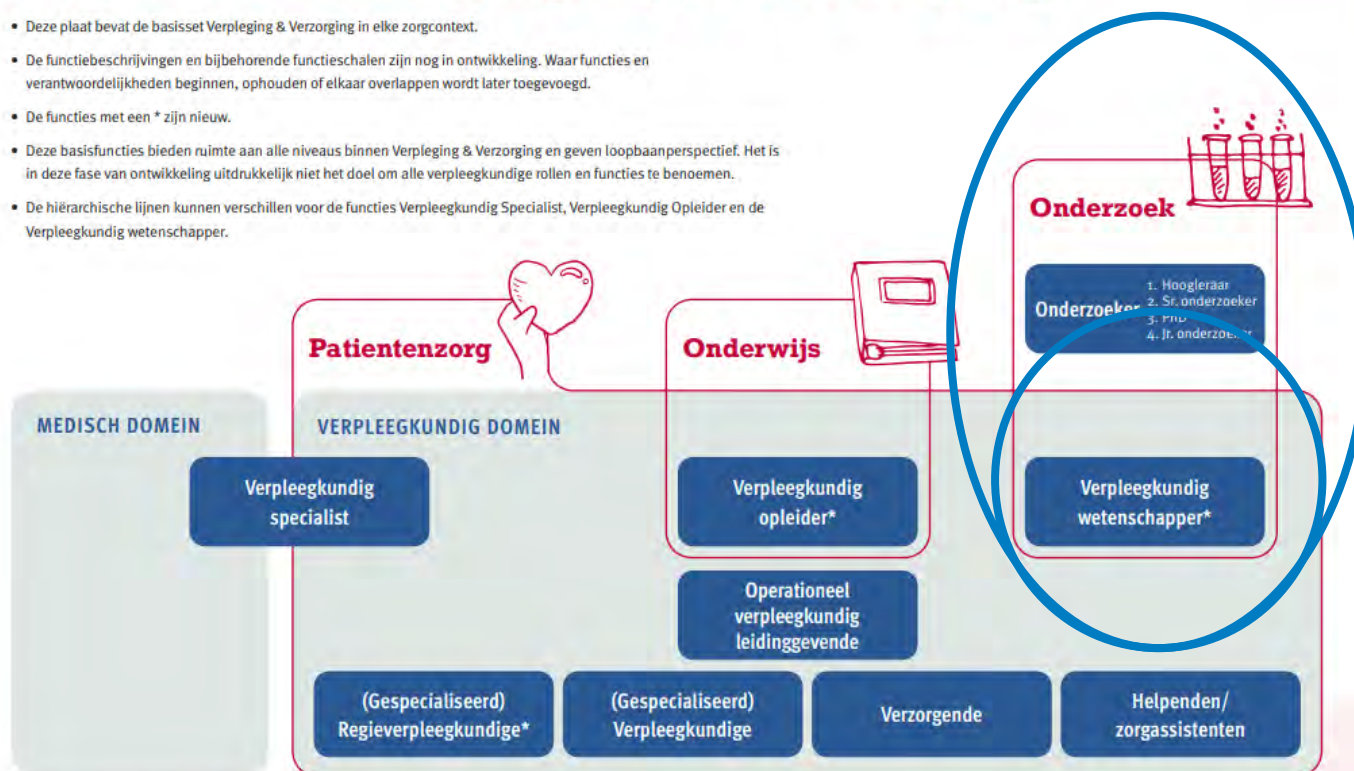 • Deze plaat bevat de basisset Verpleging & Verzorging in elke zorgcontext.
• De functiebeschrijvingen en bijbehorende functieschalen zijn nog in ontwikkeling. Waar functies en
verantwoordelijkheden beginnen, ophouden of elkaar overlappen wordt later toegevoegd.
• De functies met een * zijn nieuw.
• Deze basisfuncties bieden ruimte aan alle niveaus binnen Verpleging & Verzorging en geven loopbaanperspectief. Het is
in deze fase van ontwikkeling uitdrukkelijk niet het doel om alle verpleegkundige rollen en functies te benoemen.
• De hiërarchische lijnen kunnen verschillen voor de functies Verpleegkundig Specialist, Verpleegkundig Opleider en de
Verpleegkundig wetenschapper.
Onderzoek
Onderzoeker
1. Hoogleraar
2. Sr. onderzoeker
3. PhD
4. Jr. onderzoeker
Patientenzorg
Onderwijs
MEDISCH DOMEIN
VERPLEEGKUNDIG DOMEIN
Verpleegkundig
specialist
Verpleegkundig
opleider*
Verpleegkundig
wetenschapper*
Operationeel
verpleegkundig
leidinggevende
(Gespecialiseerd)
Regieverpleegkundige*
(Gespecialiseerd)
Verpleegkundige
Verzorgende
Helpenden/
zorgassistenten